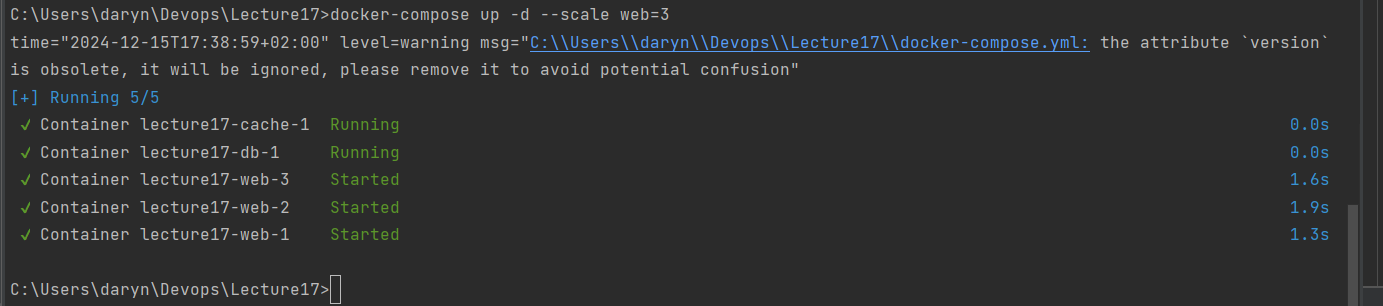 C:\Users\daryn\Devops\Lecture17>docker-compose up -d --scale web=3
time="2024-12-15T17:38:59+02:00" level=warning msg="C:\\Users\\daryn\\Devops\\Lecture17\\docker-compose.yml: the attribute `version`
is obsolete, it will be ignored, please remove it to avoid potential confusion"
[+] Running 5/5
✔ Container lecture17-cache-1  Running 0.0s
✔ Container lecture17-db-1     Running 0.0s
✔ Container lecture17-web-3    Started 1.6s
✔ Container lecture17-web-2    Started 1.9s
✔ Container lecture17-web-1    Started 1.3s
C:\Users\daryn\Devops\Lecture17>